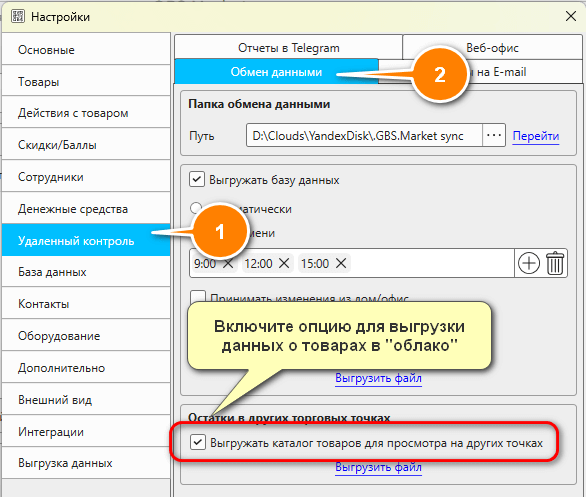 Настройки
Основные
Товары
Действия с товаром
Скидки/Баллы
Сотрудники
Денежные средства
Удаленный контроль
База данных
Контакты
Оборудование
Дополнительно
Внешний вид
Интеграции
Выгрузка данных
Отчеты в Telegram
Веб-офис
Обмен данными
на E-mail
2
Папка обмена данными
Путь
D:\Clouds\YandexDisk\.GBS.Market sync
...
Перейти
Выгружать базу данных
1
9:00
12:00
15:00
Принимать изменения из дом/офис
Включите опцию для выгрузки
данных о товарах в "облако"
Выгрузить файл
Остатки в других торговых точках
Выгружать каталог товаров для просмотра на других точках
Выгрузить файл